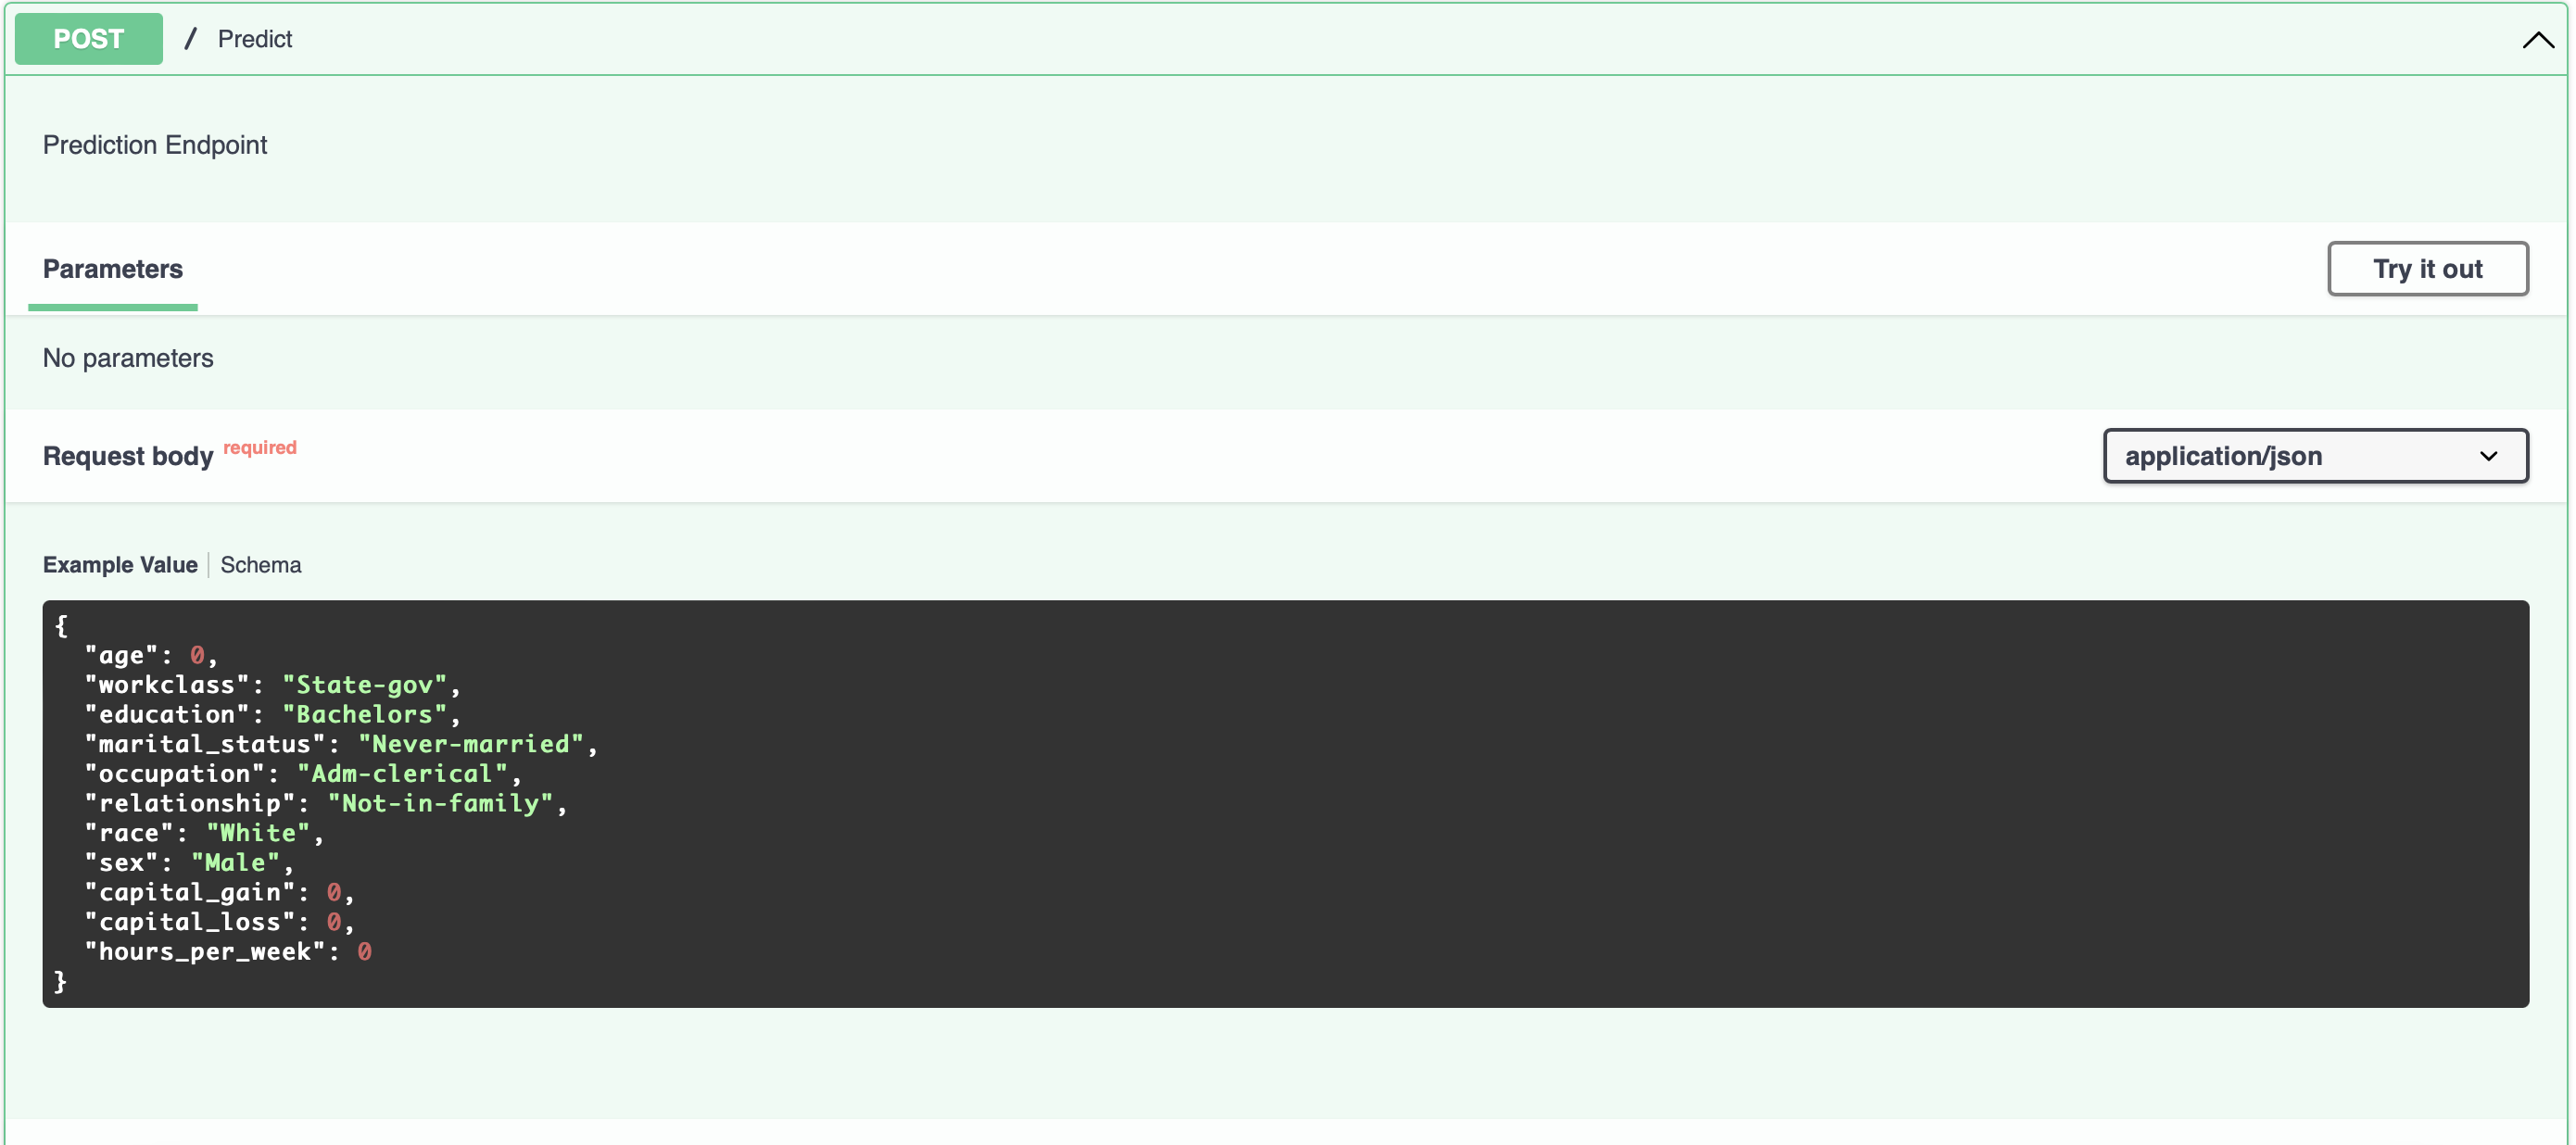 POST / Predict
Prediction Endpoint
Parameters
Try it out
No parameters
Request body required
application/json
Example Value Schema
{
  "age": 0,
  "workclass": "State-gov",
  "education": "Bachelors",
  "marital_status": "Never-married",
  "occupation": "Adm-clerical",
  "relationship": "Not-in-family",
  "race": "White",
  "sex": "Male",
  "capital_gain": 0,
  "capital_loss": 0,
  "hours_per_week": 0
}